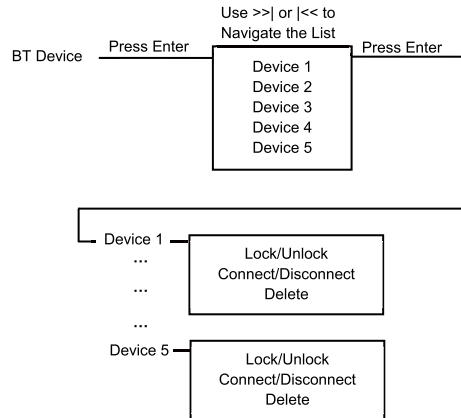 Use >>| or |<< to
Navigate the List
BT Device
Press Enter
Press Enter
Device 1
Device 2
Device 3
Device 4
Device 5
Device 1
Lock/Unlock
Connect/Disconnect
Delete
...
...
...
Device 5
Lock/Unlock
Connect/Disconnect
Delete